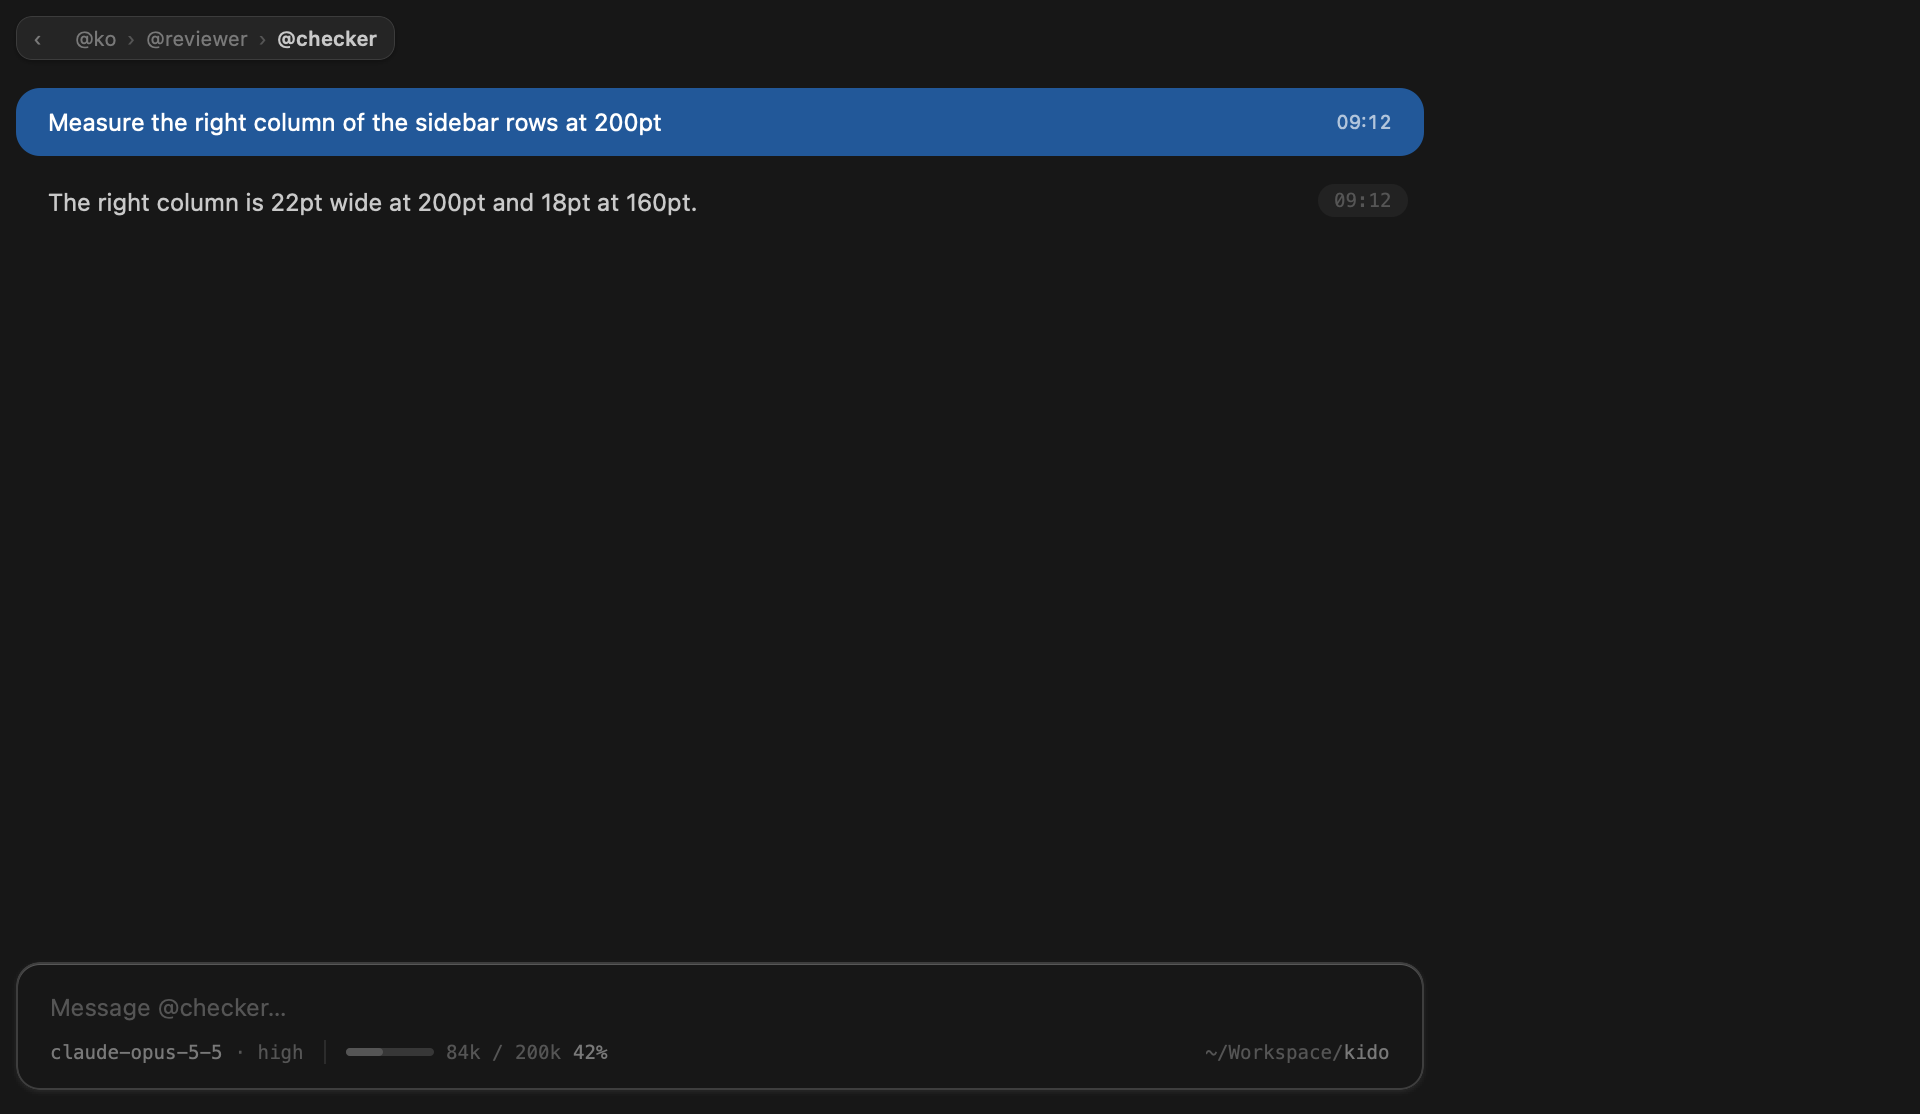 ‹ @ko › @reviewer › @checker
Measure the right column of the sidebar rows at 200pt 09:12
The right column is 22pt wide at 200pt and 18pt at 160pt. 09:12
Message @checker...
claude-opus-5-5 · high 84k / 200k 42% ~/Workspace/kido